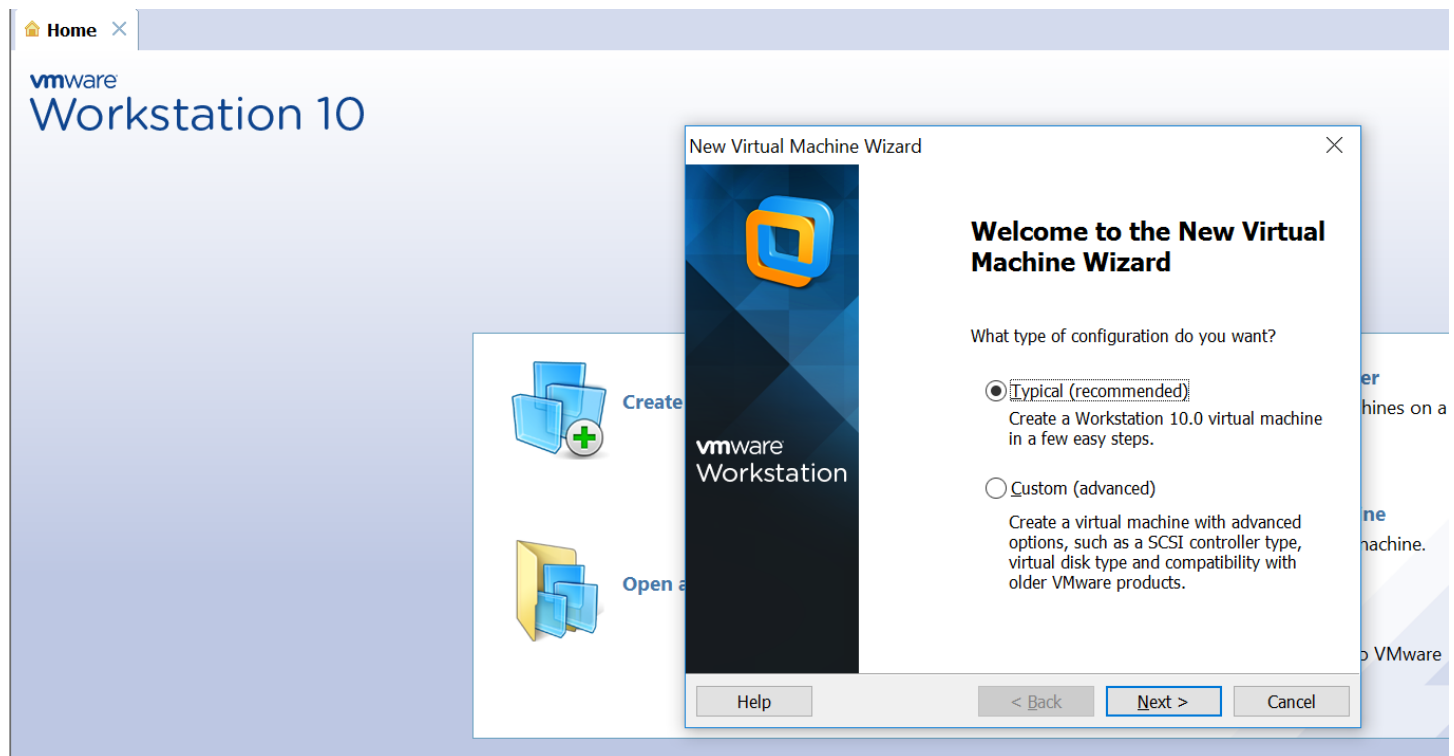 Home
vmware
Workstation 10
New Virtual Machine Wizard
Welcome to the New Virtual
Machine Wizard
What type of configuration do you want?
Typical (recommended)
Create a Workstation 10.0 virtual machine
in a few easy steps.
Custom (advanced)
Create a virtual machine with advanced
options, such as a SCSI controller type,
virtual disk type and compatibility with
older VMware products.
vmware
Workstation
Help
< Back
Next >
Cancel
Create
Open a
er
hines on a
ne
nachine.
VMware